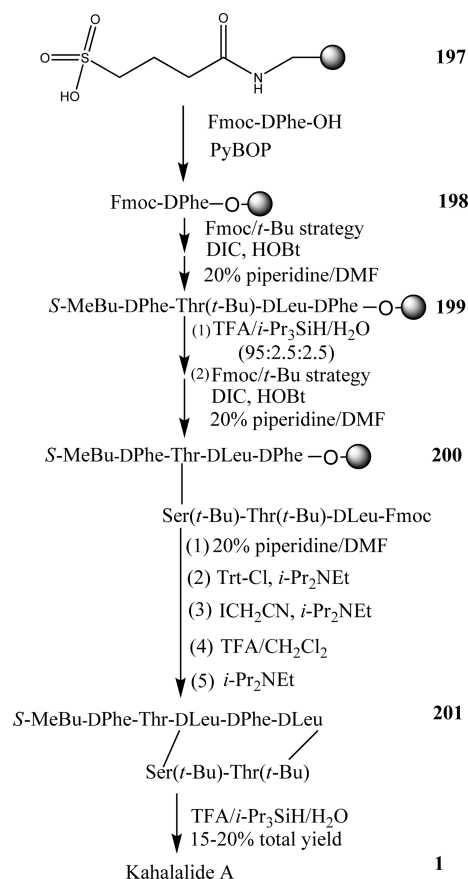 O
O
S
O
HO
N
H
197
Fmoc-DPhe-OH
PyBOP
Fmoc-DPhe-O- 198
Fmoc/t-Bu strategy
DIC, HOBt
20% piperidine/DMF
S-MeBu-DPhe-Thr(t-Bu)-DLeu-DPhe-O- 199
(1) TFA/i-Pr3SiH/H2O
(95:2.5:2.5)
(2) Fmoc/t-Bu strategy
DIC, HOBt
20% piperidine/DMF
S-MeBu-DPhe-Thr-DLeu-DPhe-O- 200
Ser(t-Bu)-Thr(t-Bu)-DLeu-Fmoc
(1) 20% piperidine/DMF
(2) Trt-Cl, i-Pr2NEt
(3) ICH2CN, i-Pr2NEt
(4) TFA/CH2Cl2
(5) i-Pr2NEt
S-MeBu-DPhe-Thr-DLeu-DPhe-DLeu 201
Ser(t-Bu)-Thr(t-Bu)
TFA/i-Pr3SiH/H2O
15-20% total yield
Kahalalide A 1